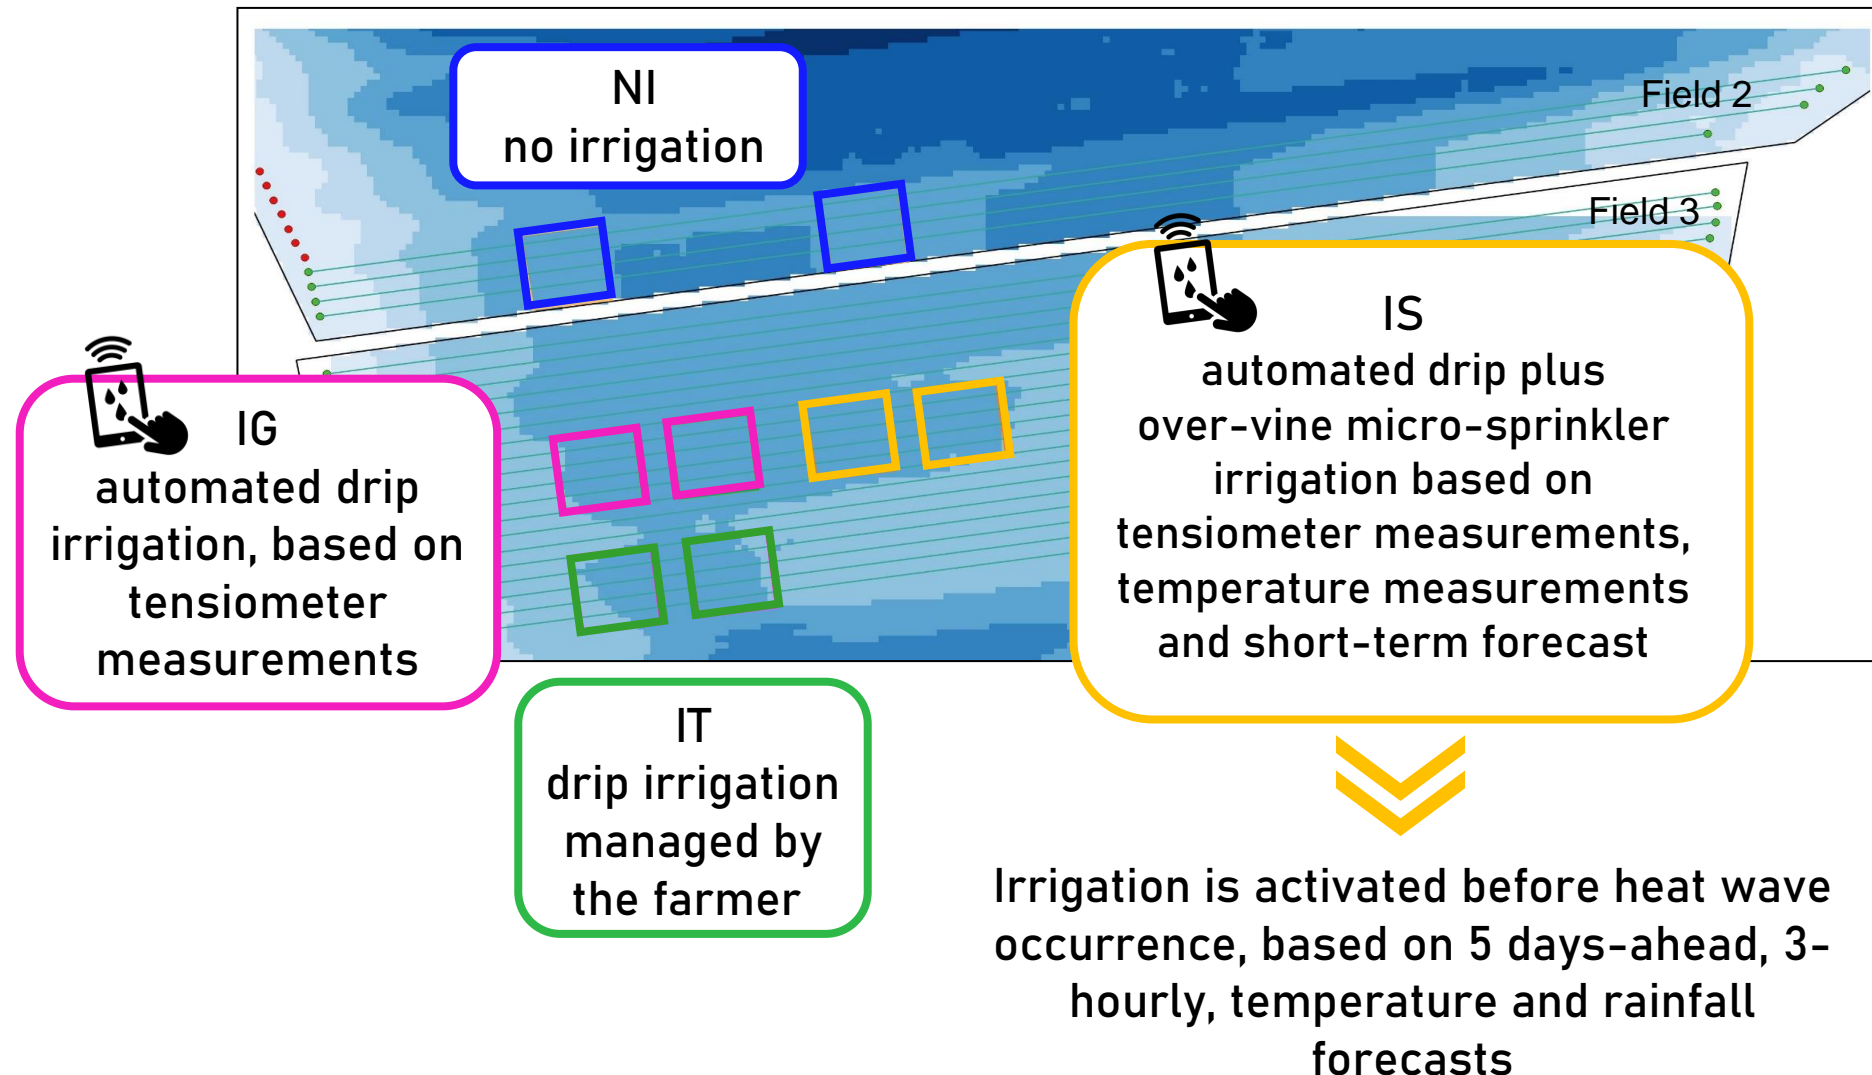 NI
no irrigation
Field 2
Field 3
IG
automated drip
irrigation, based on
tensiometer
measurements
IS
automated drip plus
over-vine micro-sprinkler
irrigation based on
tensiometer measurements,
temperature measurements
and short-term forecast
IT
drip irrigation
managed by
the farmer
Irrigation is activated before heat wave
occurrence, based on 5 days-ahead, 3-
hourly, temperature and rainfall
forecasts